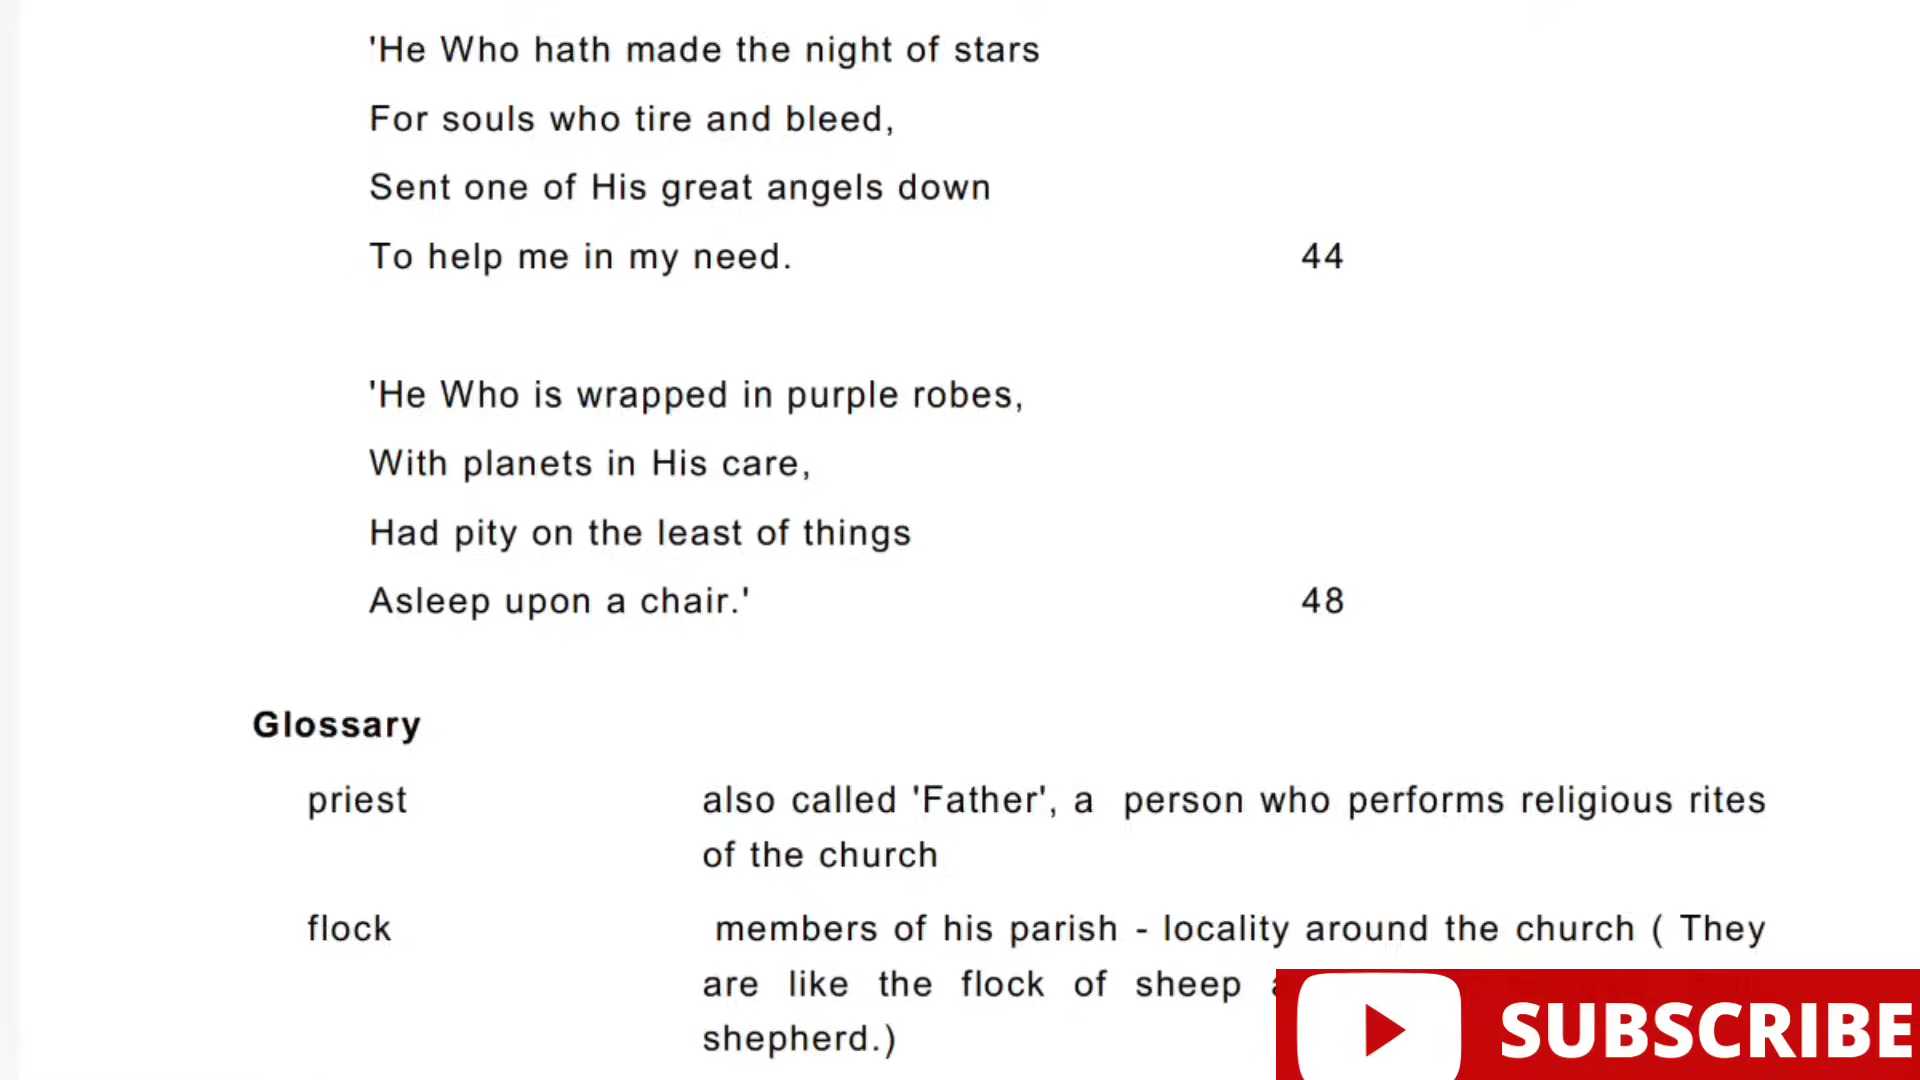 'He Who hath made the night of stars
For souls who tire and bleed,
Sent one of His great angels down
To help me in my need. 44
'He Who is wrapped in purple robes,
With planets in His care,
Had pity on the least of things
Asleep upon a chair.' 48
Glossary
priest also called 'Father', a person who performs religious rites
of the church
flock members of his parish - locality around the church ( They
are like the flock of sheep
shepherd.)
SUBSCRIBE